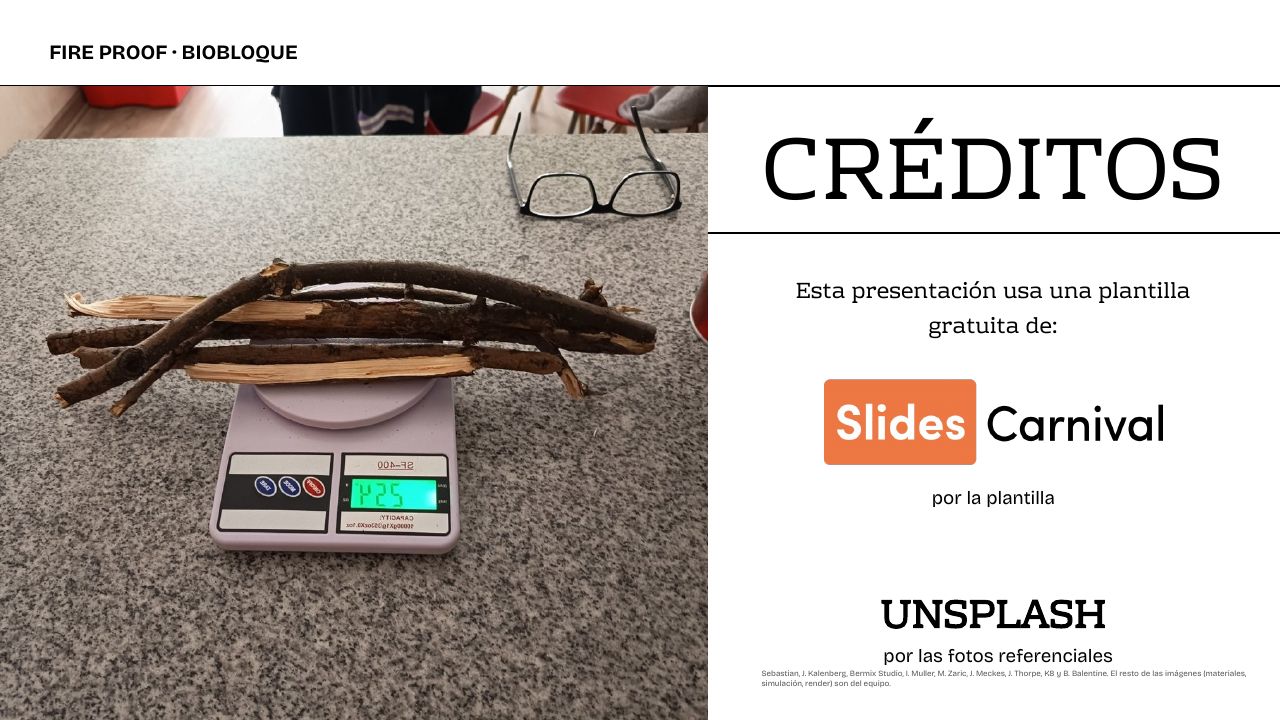 FIRE PROOF · BIOBLOQUE
CRÉDITOS
Esta presentación usa una plantilla
gratuita de:
Slides Carnival
por la plantilla
UNSPLASH
por las fotos referenciales
Sebastian, J. Kalenberg, Bermix Studio, I. Muller, M. Zaric, J. Meckes, J. Thorpe, KB y B. Balentine. El resto de las imágenes (materiales,
simulación, render) son del equipo.
SF-400
CAPACITY: